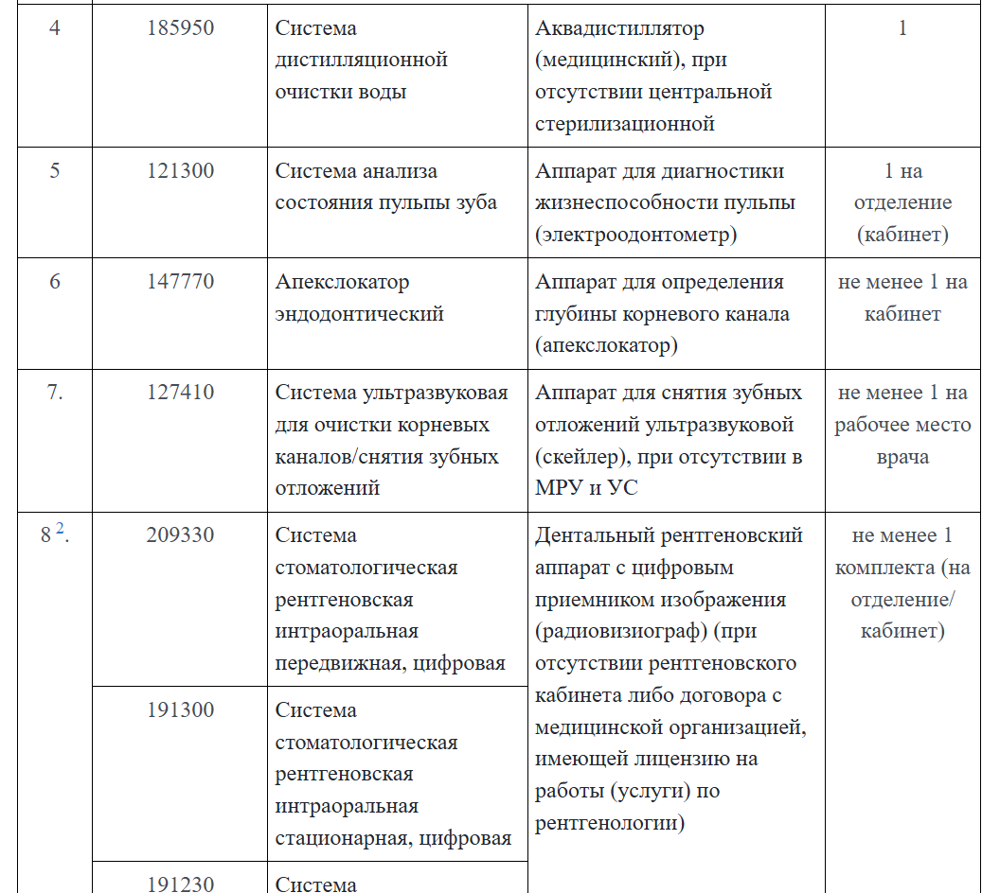 4
185950
Система
дистилляционной
очистки воды
Аквадистиллятор
(медицинский), при
отсутствии центральной
стерилизационной
1
5
121300
Система анализа
состояния пульпы зуба
Аппарат для диагностики
жизнеспособности пульпы
(электроодонтометр)
1 на
отделение
(кабинет)
6
147770
Апекслокатор
эндодонтический
Аппарат для определения
глубины корневого канала
(апекслокатор)
не менее 1 на
кабинет
7.
127410
Система ультразвуковая
для очистки корневых
каналов/снятия зубных
отложений
Аппарат для снятия зубных
отложений ультразвуковой
(скейлер), при отсутствии в
МРУ и УС
не менее 1 на
рабочее место
врача
8 2.
209330
Система
стоматологическая
рентгеновская
интраоральная
передвижная, цифровая
Дентальный рентгеновский
аппарат с цифровым
приемником изображения
(радиовизиограф) (при
отсутствии рентгеновского
кабинета либо договора с
медицинской организацией,
имеющей лицензию на
работы (услуги) по
рентгенологии)
не менее 1
комплекта (на
отделение/
кабинет)
191300
Система
стоматологическая
рентгеновская
интраоральная
стационарная, цифровая
191230
Система